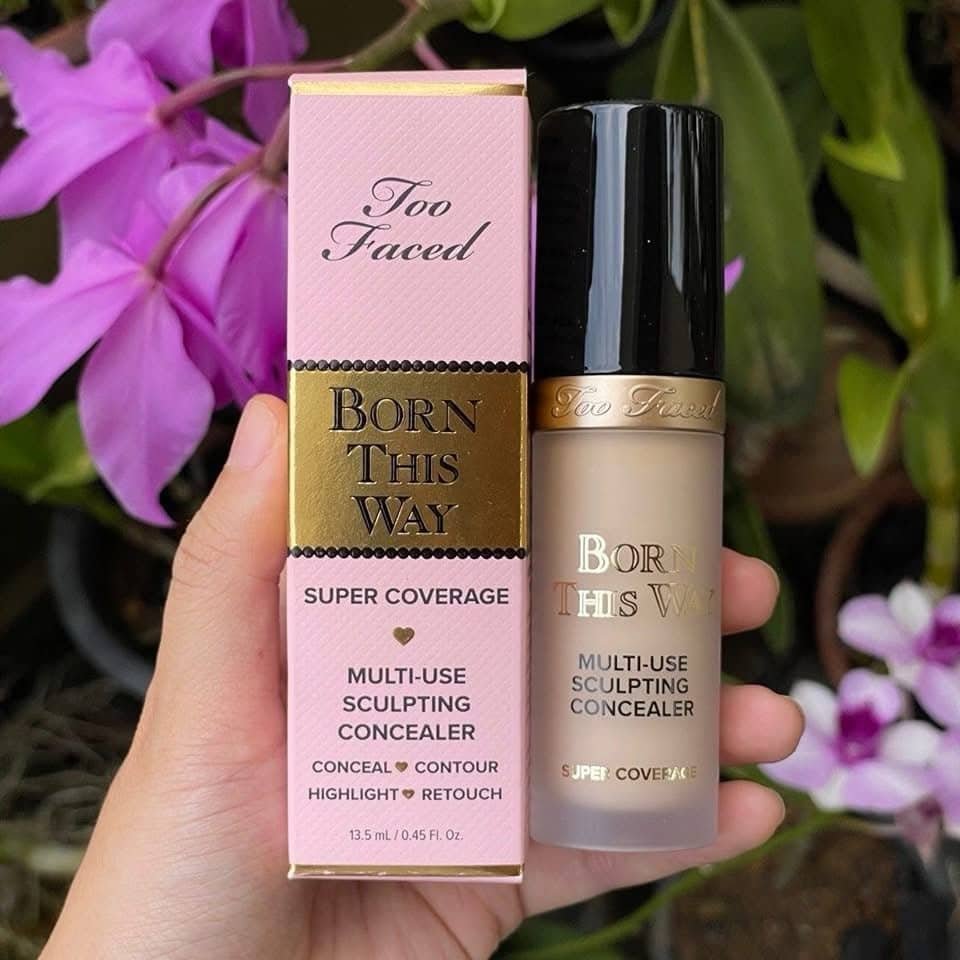 Too
Faced
BORN
THIS
WAY
SUPER COVERAGE
MULTI-USE
SCULPTING
CONCEALER
CONCEAL CONTOUR
HIGHLIGHT RETOUCH
13.5 mL / 0.45 Fl. Oz.
Too Faced
BORN
THIS WAY
MULTI-USE
SCULPTING
CONCEALER
SUPER COVERAGE